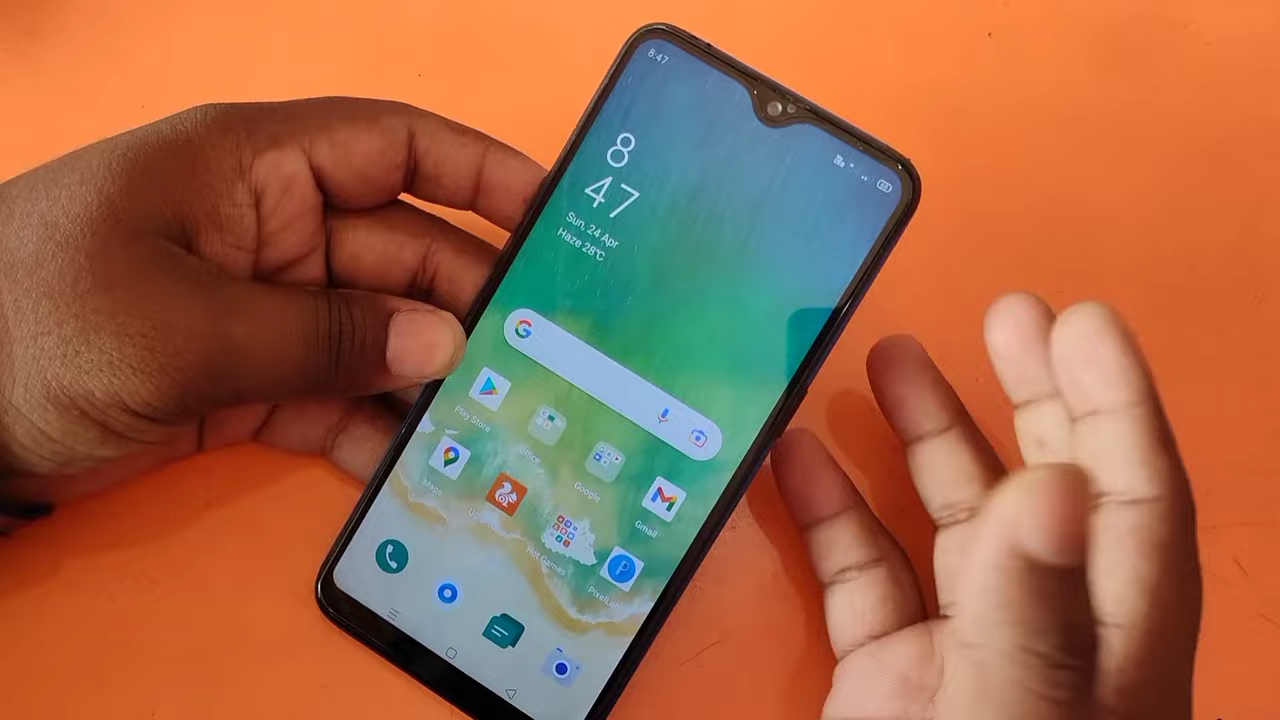 8:47
8
47
Sun, 24 Apr
Haze 28°C
Play Store
Office
Google
Gmail
Maps
Hot Games